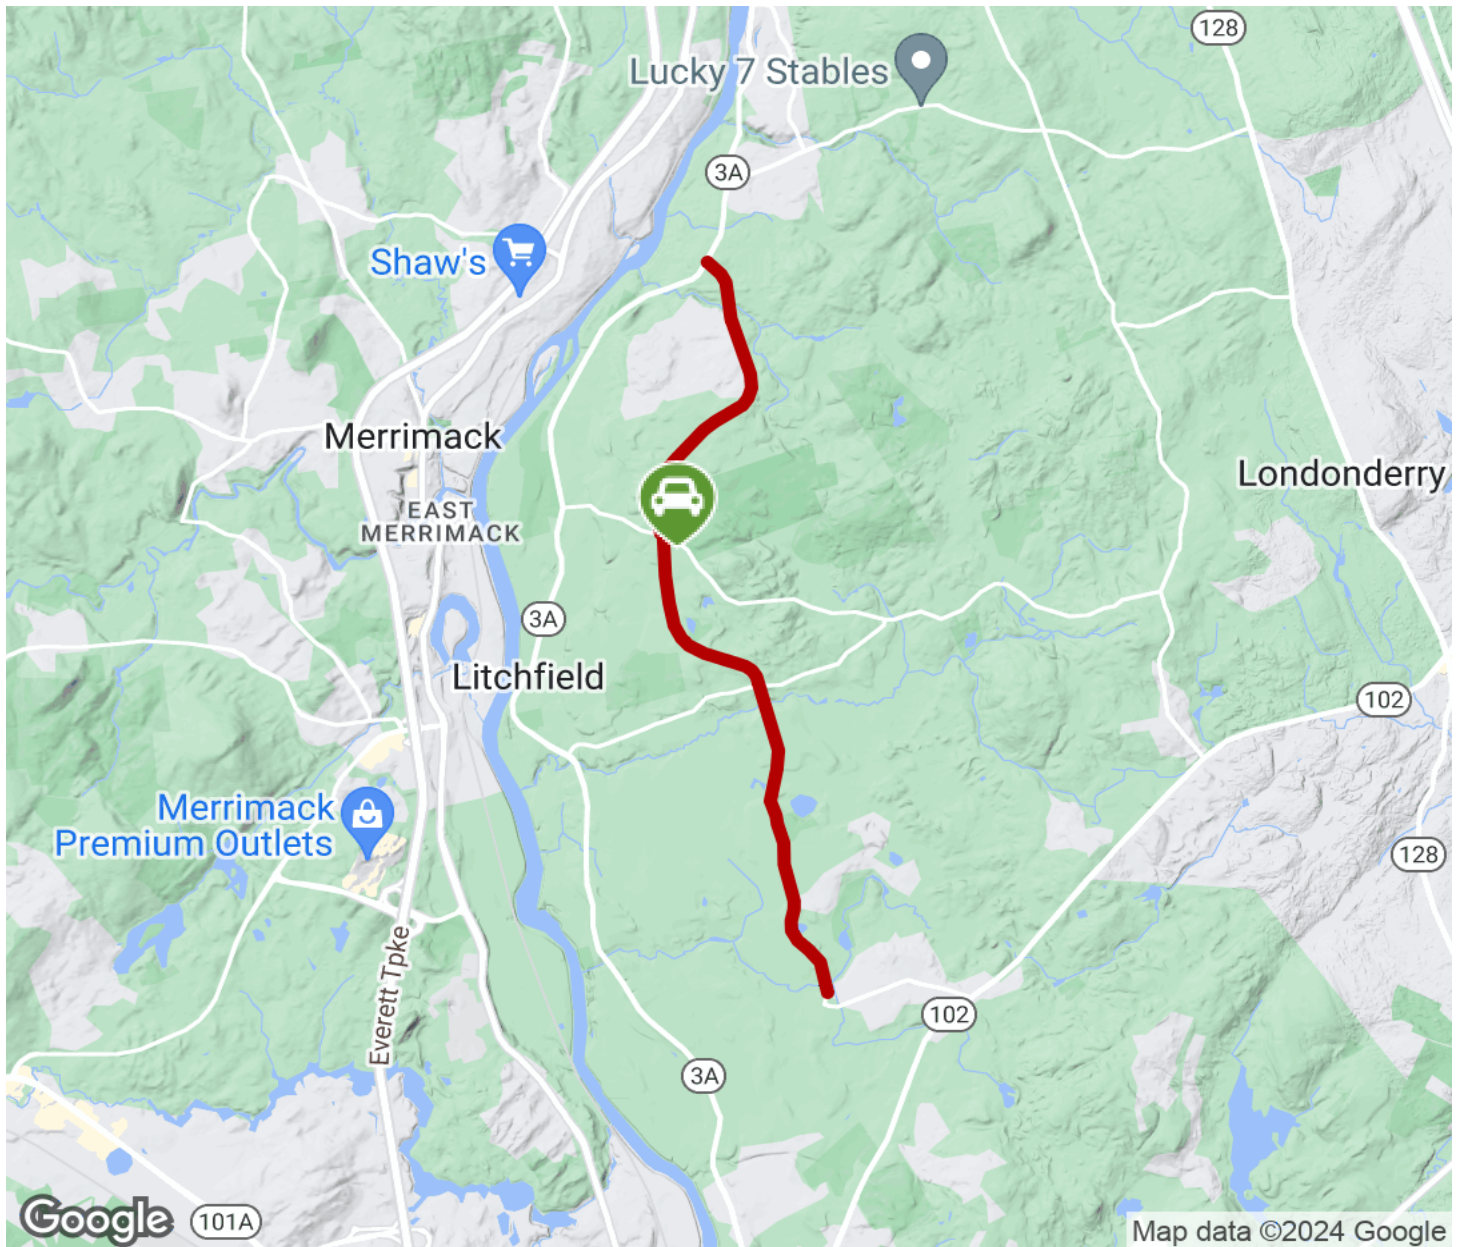 128
Lucky 7 Stables
3A
Shaw's
Merrimack
Londonderry
EAST
MERRIMACK
3A
Litchfield
102
Merrimack
Premium Outlets
128
Everett Tpke
102
3A
Google
101A
Map data ©2024 Google